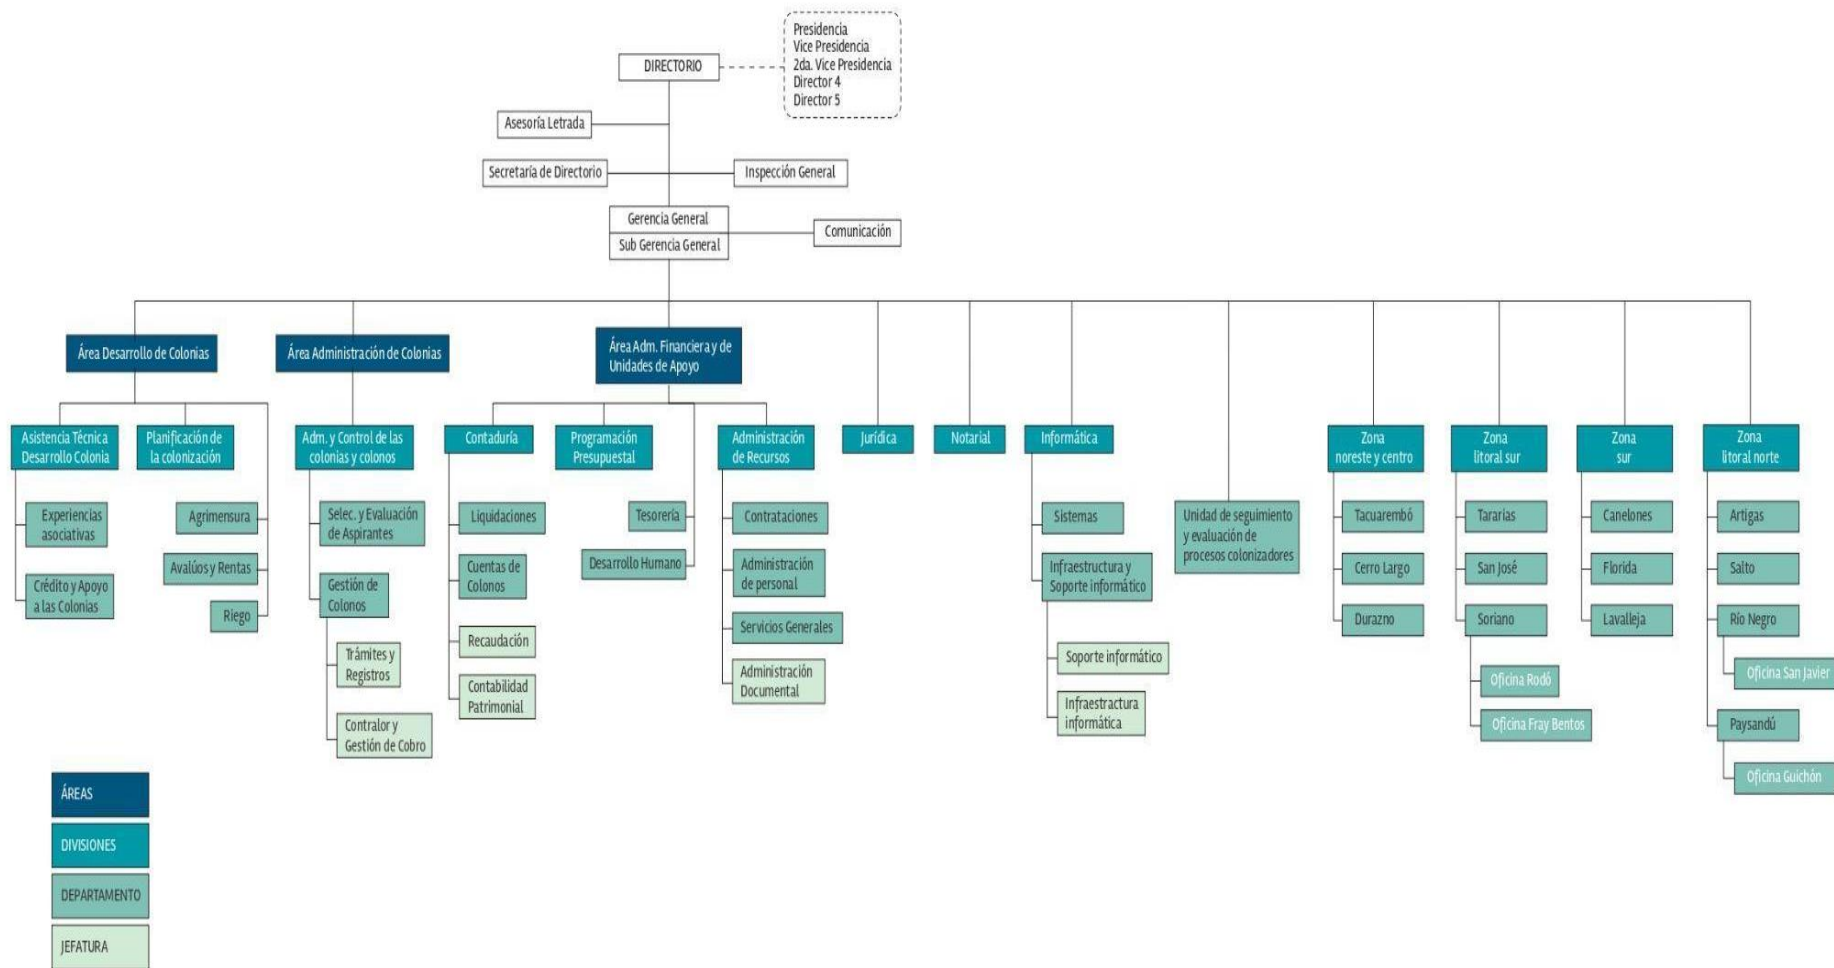 Presidencia
Vice Presidencia
2da. Vice Presidencia
Director 4
Director 5
DIRECTORIO
Asesoría Letrada
Secretaría de Directorio
Inspección General
Gerencia General
Sub Gerencia General
Comunicación
Área Desarrollo de Colonias
Área Administración de Colonias
Área Adm. Financiera y de
Unidades de Apoyo
Asistencia Técnica
Desarrollo Colonia
Planificación de
la colonización
Adm. y Control de las
colonias y colonos
Contaduría
Programación
Presupuestal
Administración
de Recursos
Jurídica
Notarial
Informática
Zona
noreste y centro
Zona
litoral sur
Zona
sur
Zona
litoral norte
Experiencias
asociativas
Crédito y Apoyo
a las Colonias
Agrimensura
Avalúos y Rentas
Riego
Selec. y Evaluación
de Aspirantes
Gestión de
Colonos
Trámites y
Registros
Contralor y
Gestión de Cobro
Liquidaciones
Cuentas de
Colonos
Recaudación
Contabilidad
Patrimonial
Tesorería
Desarrollo Humano
Contrataciones
Administración
de personal
Servicios Generales
Administración
Documental
Sistemas
Infraestructura y
Soporte informático
Soporte informático
Infraestractura
informática
Unidad de seguimiento
y evaluación de
procesos colonizadores
Tacuarembó
Cerro Largo
Durazno
Tararias
San José
Soriano
Oficina Rodó
Oficina Fray Bentos
Canelones
Florida
Lavalleja
Artigas
Salto
Río Negro
Oficina San Javier
Paysandú
Oficina Guichón
ÁREAS
DIVISIONES
DEPARTAMENTO
JEFATURA